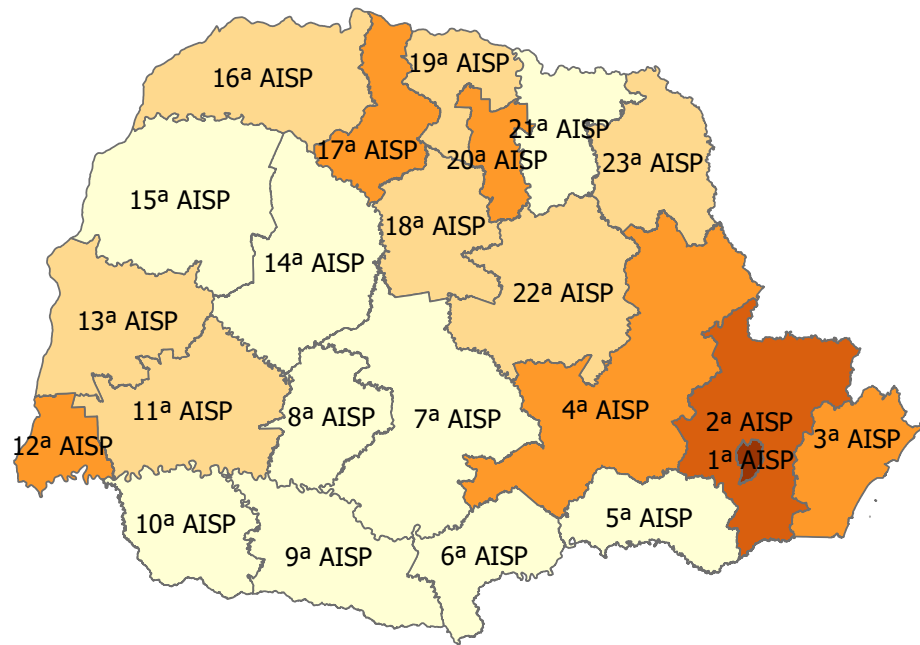 19ª AISP
16ª AISP
21ª AISP
17ª AISP
20ª AISP
23ª AISP
15ª AISP
18ª AISP
14ª AISP
22ª AISP
13ª AISP
11ª AISP
8ª AISP
7ª AISP
4ª AISP
2ª AISP
3ª AISP
12ª AISP
1ª AISP
10ª AISP
5ª AISP
9ª AISP
6ª AISP